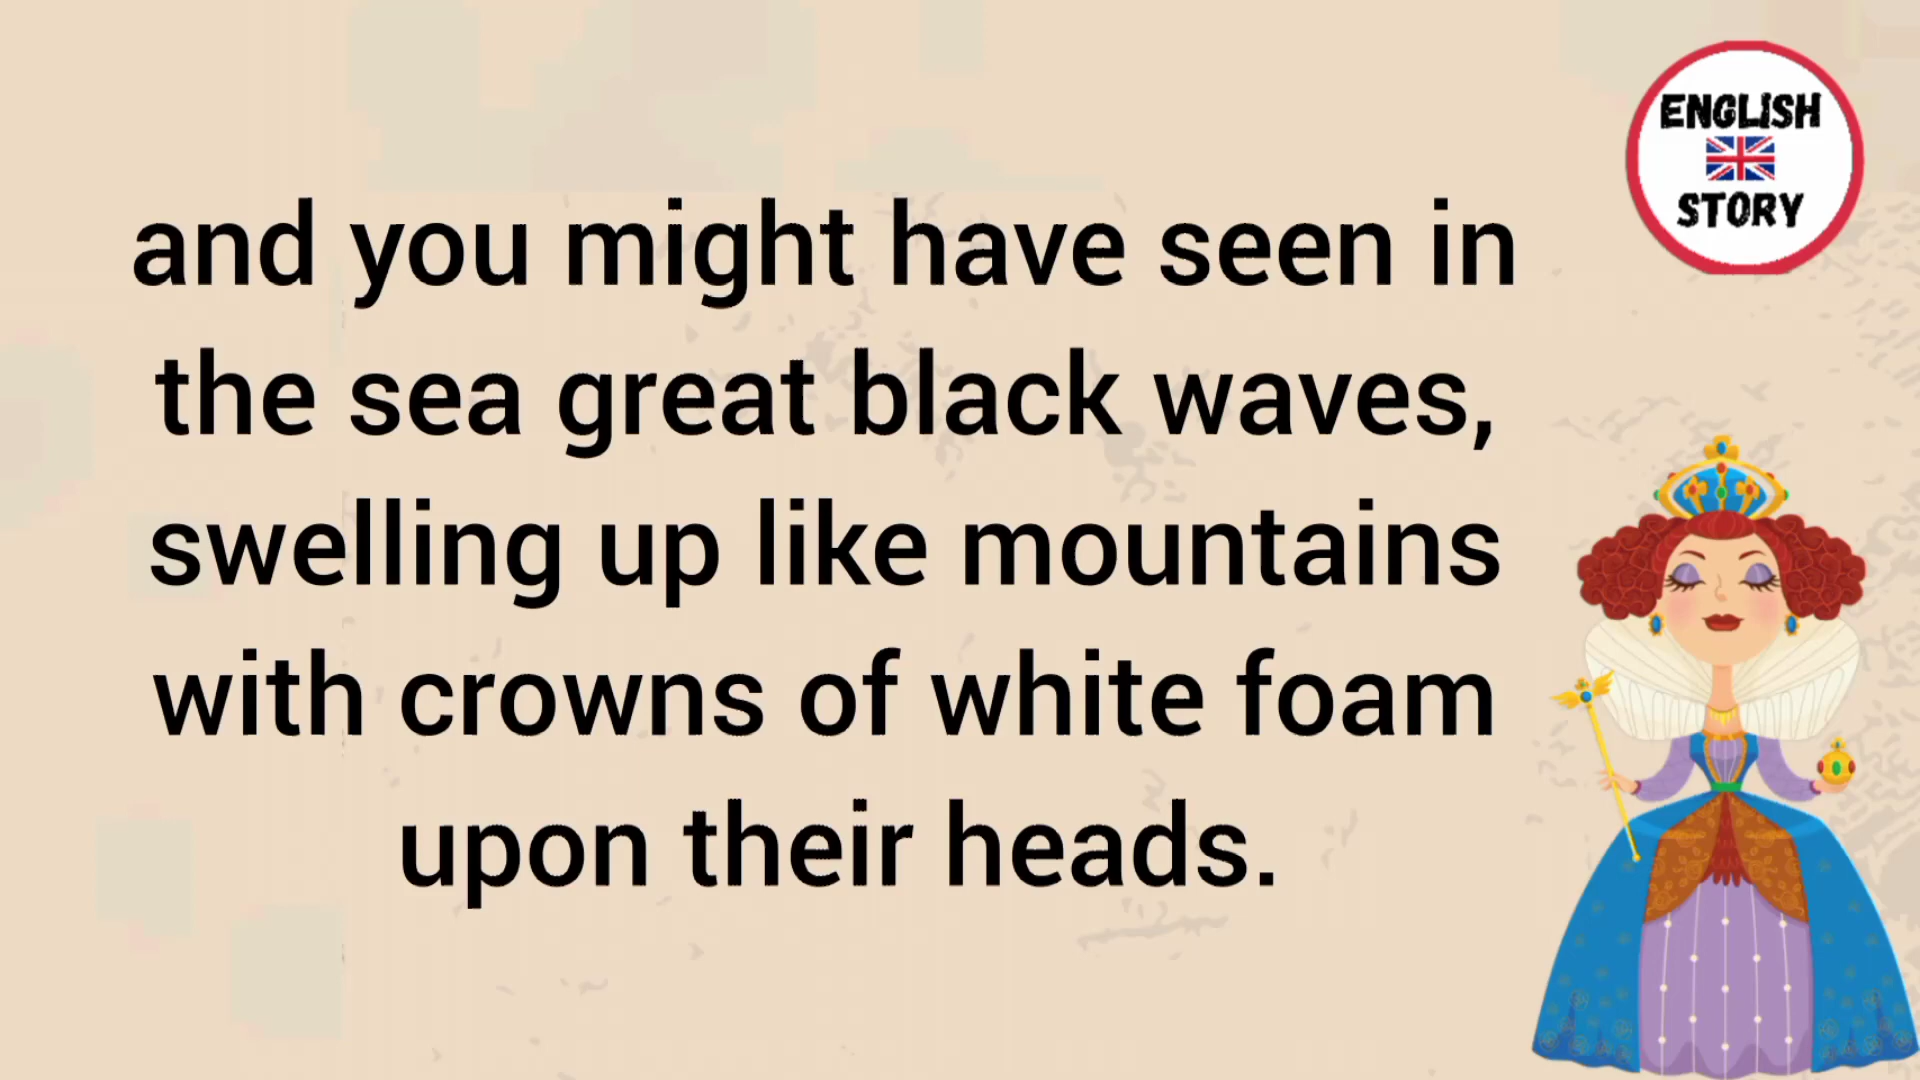 ENGLISH
STORY
and you might have seen in
the sea great black waves,
swelling up like mountains
with crowns of white foam
upon their heads.